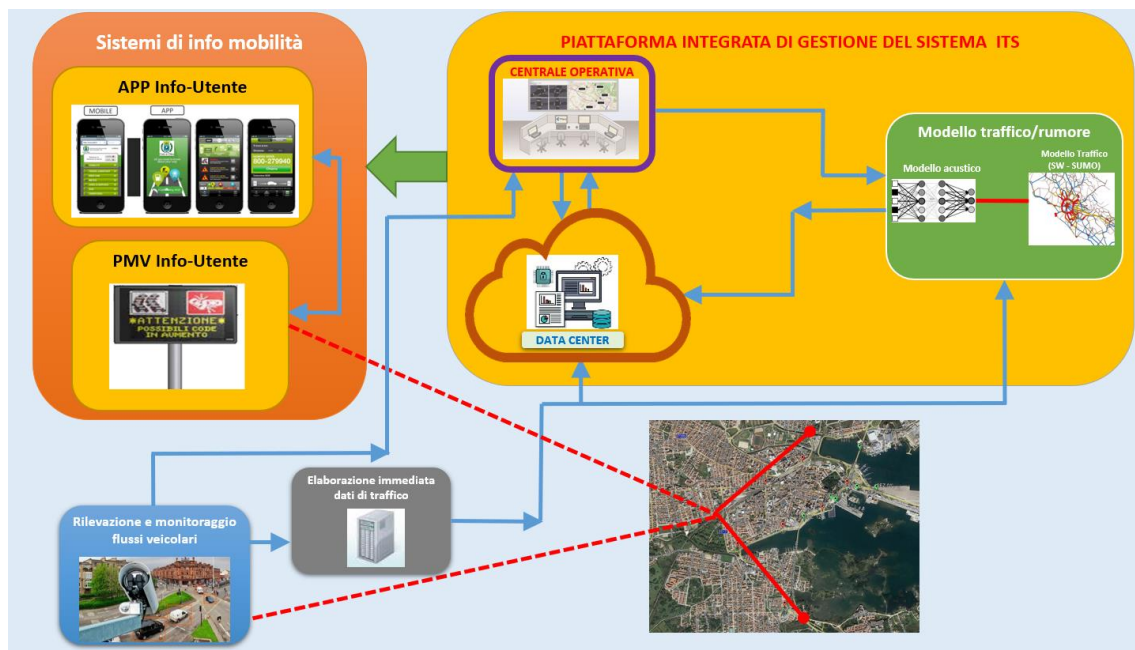 Sistemi di info mobilità
APP Info-Utente
MOBILE
APP
800-279940
PMV Info-Utente
*ATTENZIONE*
POSSIBILI CODE
IN AUMENTO
PIATTAFORMA INTEGRATA DI GESTIONE DEL SISTEMA ITS
CENTRALE OPERATIVA
DATA CENTER
Modello traffico/rumore
Modello acustico
Modello Traffico
(SW - SUMO)
Elaborazione immediata
dati di traffico
Rilevazione e monitoraggio
flussi veicolari